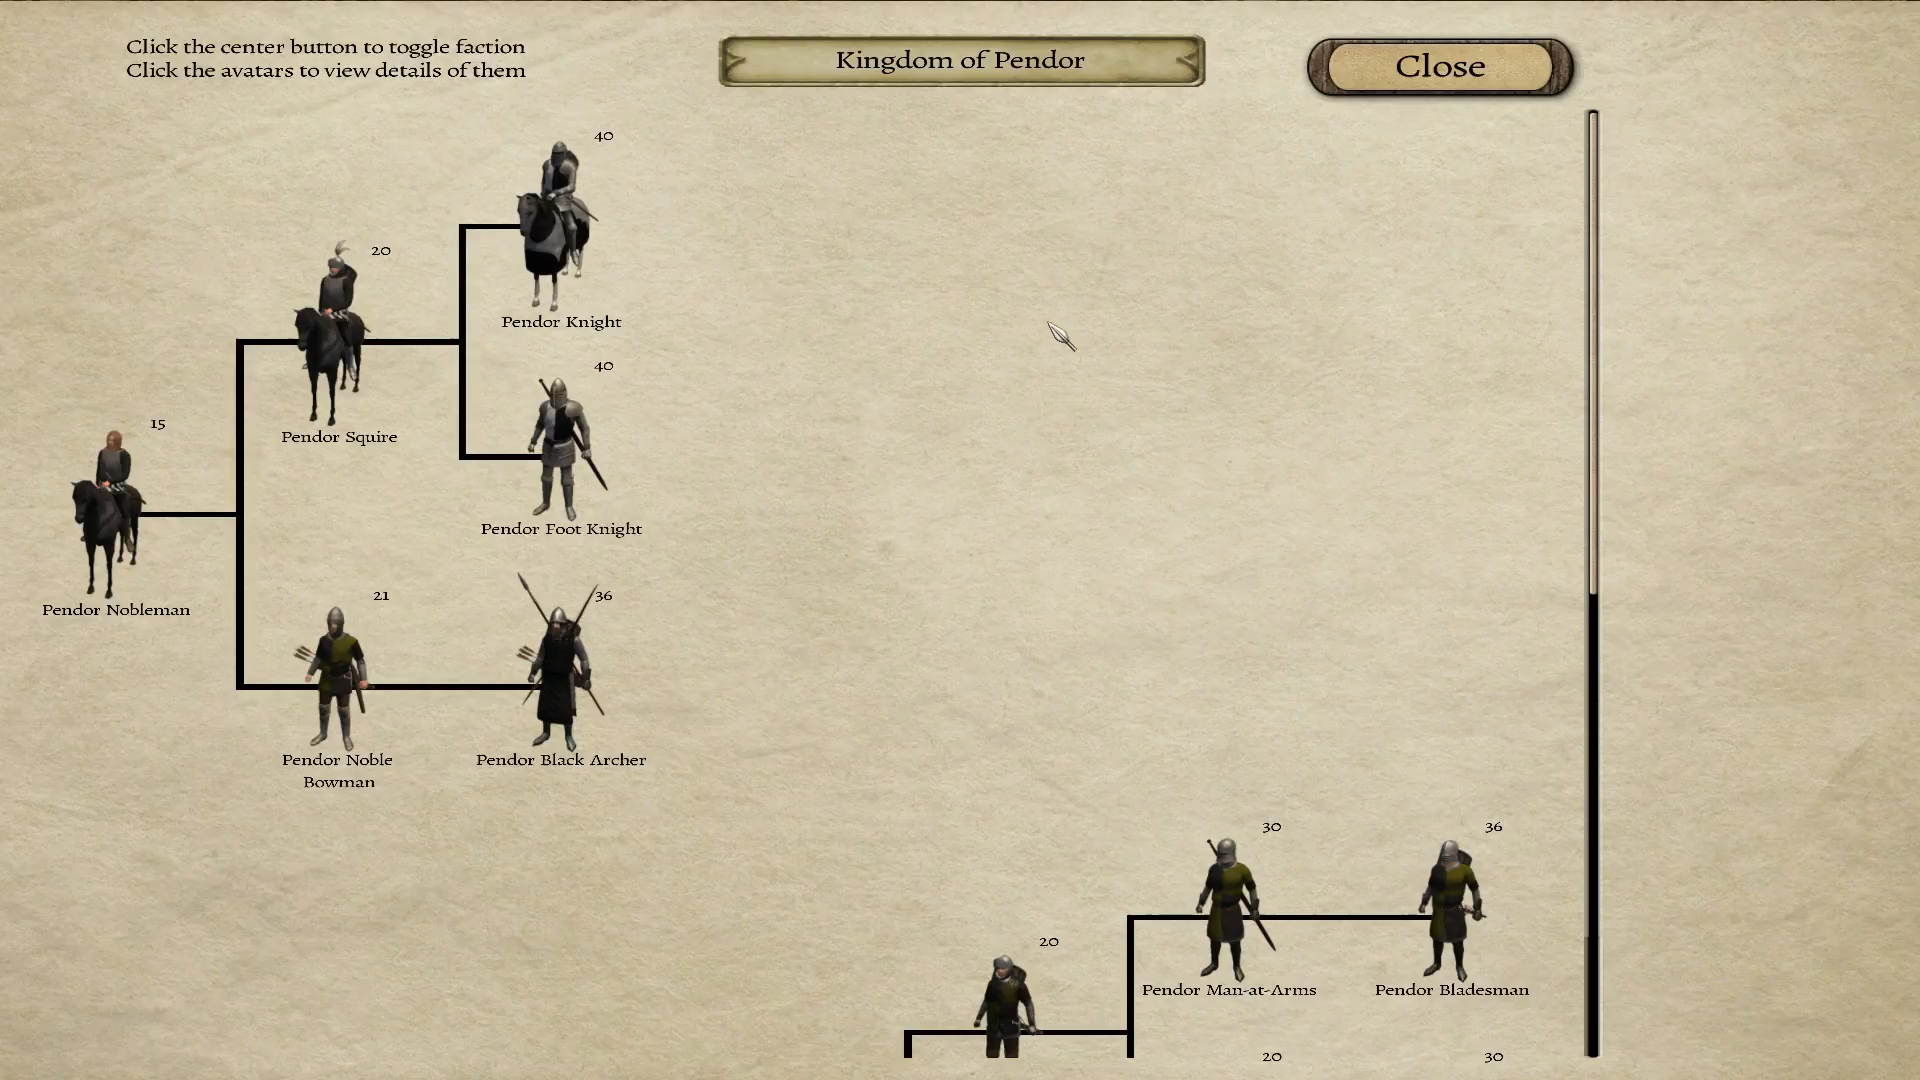 Click the center button to toggle faction
Click the avatars to view details of them
Kingdom of Pendor
Close
40
Pendor Knight
20
Pendor Squire
40
Pendor Foot Knight
15
Pendor Nobleman
21
Pendor Noble
Bowman
36
Pendor Black Archer
30
Pendor Man-at-Arms
36
Pendor Bladesman
20
20
30